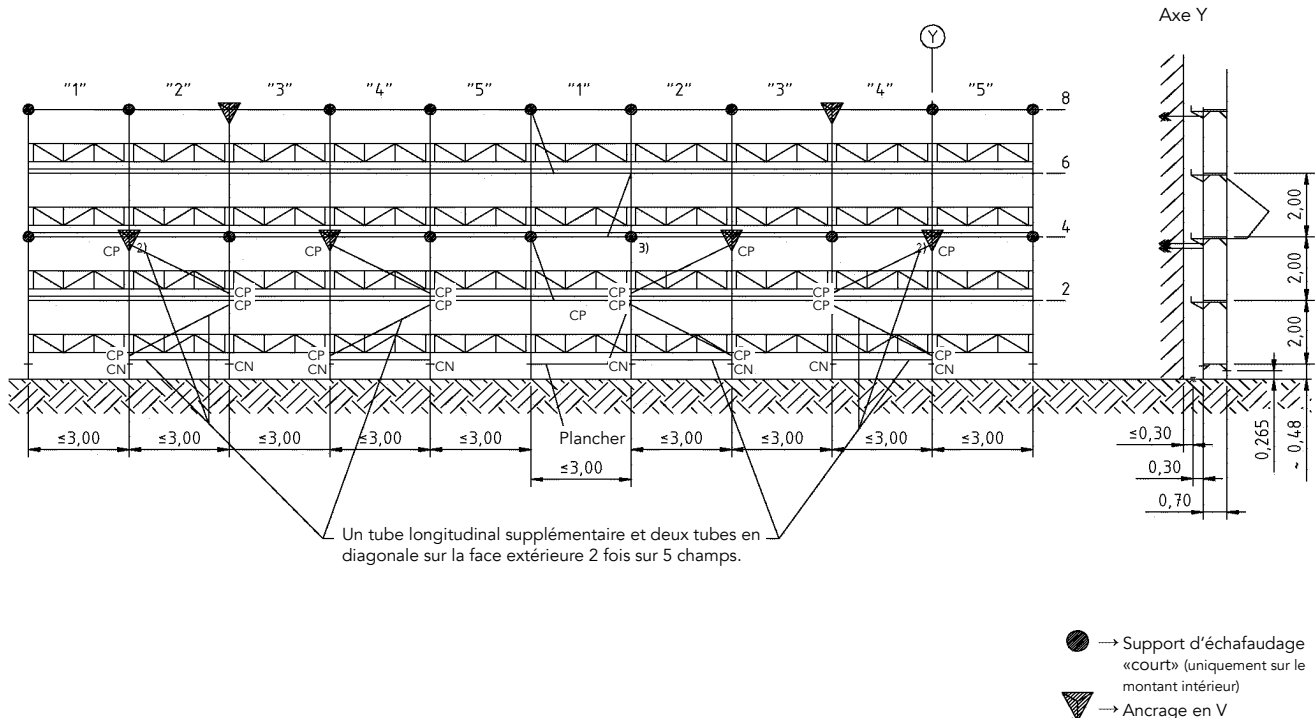 Axe Y
Y
"1" "2" "3" "4" "5" "1" "2" "3" "4" "5"
8
6
4
CP 2) CP 3) CP 2) CP
2
CP CP CP CP
CP CP CP CP
CP
CP CP CP CP
CN CN CN CN CN CN CN
2,00
2,00
2,00
≤3,00 ≤3,00 ≤3,00 ≤3,00 ≤3,00 Plancher ≤3,00 ≤3,00 ≤3,00 ≤3,00
≤3,00
≤0,30
0,30
0,70
0,265
~ 0,48
Un tube longitudinal supplémentaire et deux tubes en
diagonale sur la face extérieure 2 fois sur 5 champs.
Support d'échafaudage
«court» (uniquement sur le
montant intérieur)
Ancrage en V